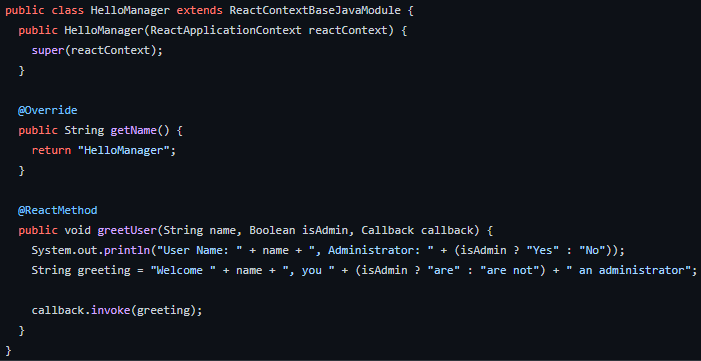 public class HelloManager extends ReactContextBaseJavaModule {
  public HelloManager(ReactApplicationContext reactContext) {
    super(reactContext);
  }

  @Override
  public String getName() {
    return "HelloManager";
  }

  @ReactMethod
  public void greetUser(String name, Boolean isAdmin, Callback callback) {
    System.out.println("User Name: " + name + ", Administrator: " + (isAdmin ? "Yes" : "No"));
    String greeting = "Welcome " + name + ", you " + (isAdmin ? "are" : "are not") + " an administrator";

    callback.invoke(greeting);
  }
}